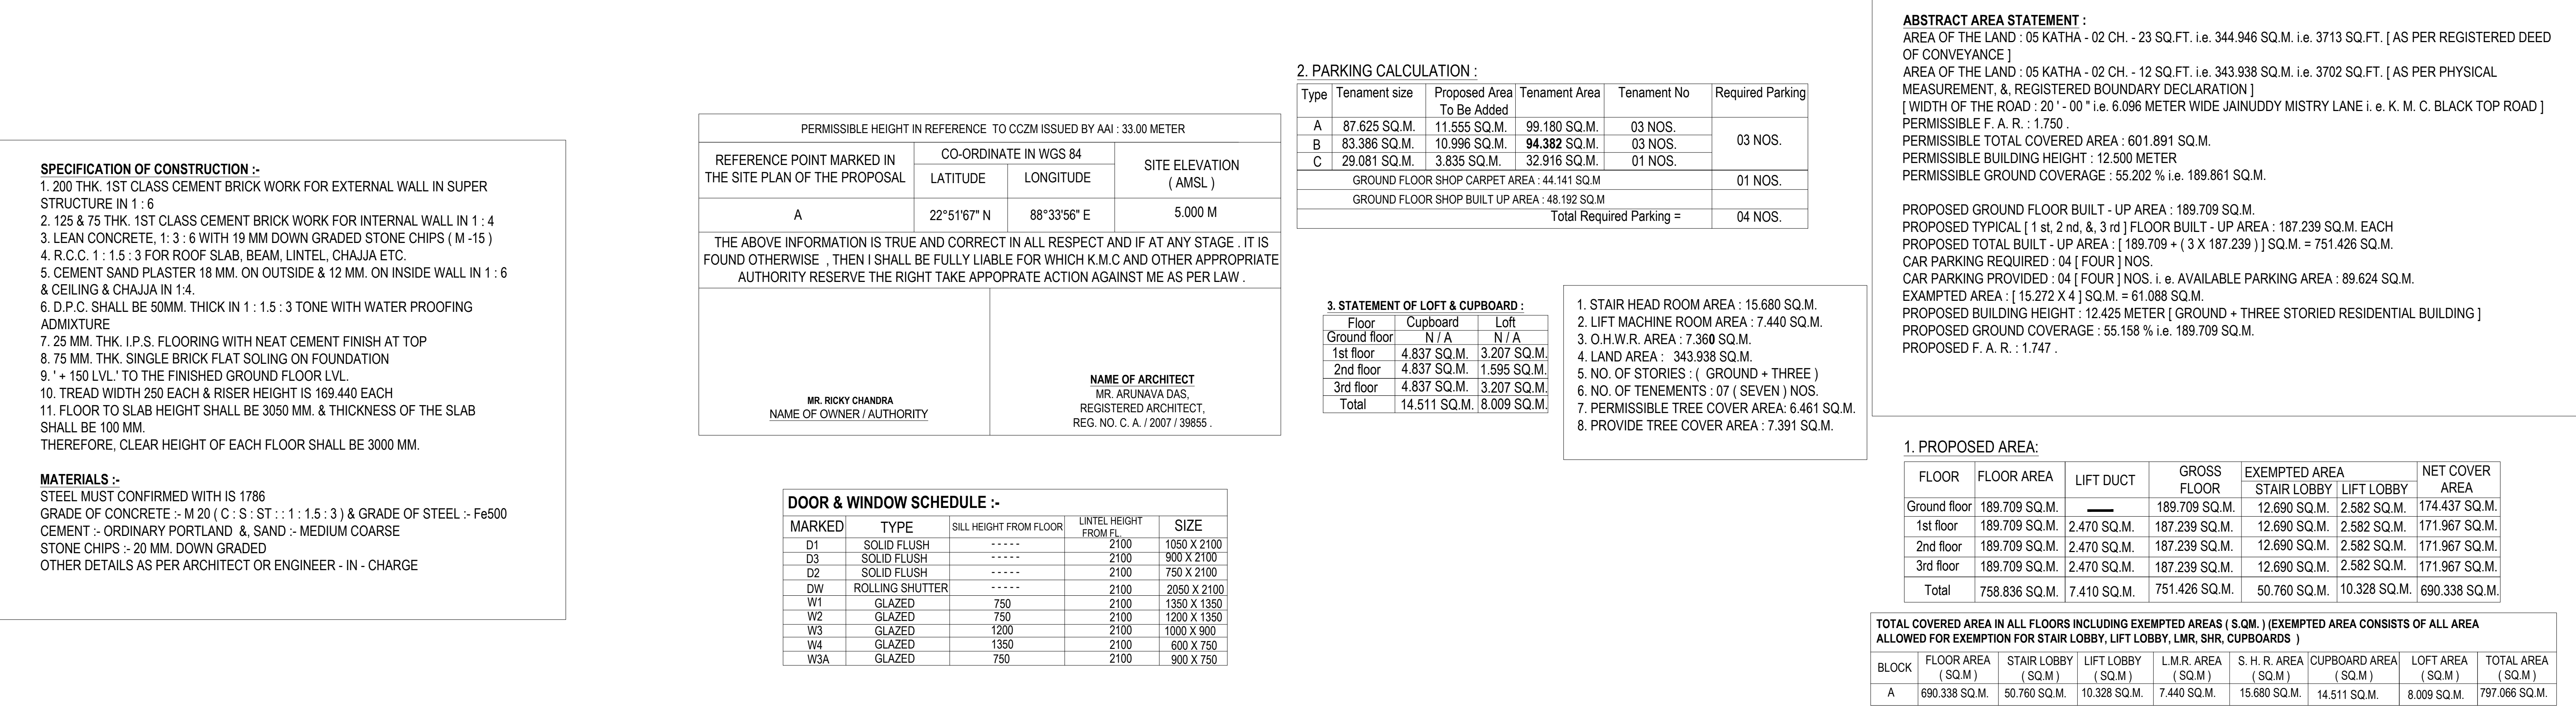 SPECIFICATION OF CONSTRUCTION :-
1. 200 THK. 1ST CLASS CEMENT BRICK WORK FOR EXTERNAL WALL IN SUPER
STRUCTURE IN 1 : 6
2. 125 & 75 THK. 1ST CLASS CEMENT BRICK WORK FOR INTERNAL WALL IN 1 : 4
3. LEAN CONCRETE, 1: 3 : 6 WITH 19 MM DOWN GRADED STONE CHIPS ( M -15 )
4. R.C.C. 1 : 1.5 : 3 FOR ROOF SLAB, BEAM, LINTEL, CHAJJA ETC.
5. CEMENT SAND PLASTER 18 MM. ON OUTSIDE & 12 MM. ON INSIDE WALL IN 1 : 6
& CEILING & CHAJJA IN 1:4.
6. D.P.C. SHALL BE 50MM. THICK IN 1 : 1.5 : 3 TONE WITH WATER PROOFING
ADMIXTURE
7. 25 MM. THK. I.P.S. FLOORING WITH NEAT CEMENT FINISH AT TOP
8. 75 MM. THK. SINGLE BRICK FLAT SOLING ON FOUNDATION
9. ' + 150 LVL.' TO THE FINISHED GROUND FLOOR LVL.
10. TREAD WIDTH 250 EACH & RISER HEIGHT IS 169.440 EACH
11. FLOOR TO SLAB HEIGHT SHALL BE 3050 MM. & THICKNESS OF THE SLAB
SHALL BE 100 MM.
THEREFORE, CLEAR HEIGHT OF EACH FLOOR SHALL BE 3000 MM.
MATERIALS :-
STEEL MUST CONFIRMED WITH IS 1786
GRADE OF CONCRETE :- M 20 ( C : S : ST : : 1 : 1.5 : 3 ) & GRADE OF STEEL :- Fe500
CEMENT :- ORDINARY PORTLAND &, SAND :- MEDIUM COARSE
STONE CHIPS :- 20 MM. DOWN GRADED
OTHER DETAILS AS PER ARCHITECT OR ENGINEER - IN - CHARGE
PERMISSIBLE HEIGHT IN REFERENCE TO CCZM ISSUED BY AAI : 33.00 METER
REFERENCE POINT MARKED IN
THE SITE PLAN OF THE PROPOSAL
CO-ORDINATE IN WGS 84
LATITUDE LONGITUDE
SITE ELEVATION
( AMSL )
A 22°51'67" N 88°33'56" E 5.000 M
THE ABOVE INFORMATION IS TRUE AND CORRECT IN ALL RESPECT AND IF AT ANY STAGE . IT IS
FOUND OTHERWISE , THEN I SHALL BE FULLY LIABLE FOR WHICH K.M.C AND OTHER APPROPRIATE
AUTHORITY RESERVE THE RIGHT TAKE APPOPRATE ACTION AGAINST ME AS PER LAW .
MR. RICKY CHANDRA
NAME OF OWNER / AUTHORITY
NAME OF ARCHITECT
MR. ARUNAVA DAS,
REGISTERED ARCHITECT,
REG. NO. C. A. / 2007 / 39855 .
DOOR & WINDOW SCHEDULE :-
MARKED TYPE SILL HEIGHT FROM FLOOR LINTEL HEIGHT FROM FL. SIZE
D1 SOLID FLUSH - - - - - 2100 1050 X 2100
D3 SOLID FLUSH - - - - - 2100 900 X 2100
D2 SOLID FLUSH - - - - - 2100 750 X 2100
DW ROLLING SHUTTER - - - - - 2100 2050 X 2100
W1 GLAZED 750 2100 1350 X 1350
W2 GLAZED 750 2100 1200 X 1350
W3 GLAZED 1200 2100 1000 X 900
W4 GLAZED 1350 2100 600 X 750
W3A GLAZED 750 2100 900 X 750
2. PARKING CALCULATION :
Type Tenament size Proposed Area To Be Added Tenament Area Tenament No Required Parking
A 87.625 SQ.M. 11.555 SQ.M. 99.180 SQ.M. 03 NOS.
B 83.386 SQ.M. 10.996 SQ.M. 94.382 SQ.M. 03 NOS. 03 NOS.
C 29.081 SQ.M. 3.835 SQ.M. 32.916 SQ.M. 01 NOS.
GROUND FLOOR SHOP CARPET AREA : 44.141 SQ.M 01 NOS.
GROUND FLOOR SHOP BUILT UP AREA : 48.192 SQ.M
Total Required Parking = 04 NOS.
3. STATEMENT OF LOFT & CUPBOARD :
Floor Cupboard Loft
Ground floor N / A N / A
1st floor 4.837 SQ.M. 3.207 SQ.M.
2nd floor 4.837 SQ.M. 1.595 SQ.M.
3rd floor 4.837 SQ.M. 3.207 SQ.M.
Total 14.511 SQ.M. 8.009 SQ.M.
1. STAIR HEAD ROOM AREA : 15.680 SQ.M.
2. LIFT MACHINE ROOM AREA : 7.440 SQ.M.
3. O.H.W.R. AREA : 7.360 SQ.M.
4. LAND AREA : 343.938 SQ.M.
5. NO. OF STORIES : ( GROUND + THREE )
6. NO. OF TENEMENTS : 07 ( SEVEN ) NOS.
7. PERMISSIBLE TREE COVER AREA: 6.461 SQ.M.
8. PROVIDE TREE COVER AREA : 7.391 SQ.M.
ABSTRACT AREA STATEMENT :
AREA OF THE LAND : 05 KATHA - 02 CH. - 23 SQ.FT. i.e. 344.946 SQ.M. i.e. 3713 SQ.FT. [ AS PER REGISTERED DEED
OF CONVEYANCE ]
AREA OF THE LAND : 05 KATHA - 02 CH. - 12 SQ.FT. i.e. 343.938 SQ.M. i.e. 3702 SQ.FT. [ AS PER PHYSICAL
MEASUREMENT, &, REGISTERED BOUNDARY DECLARATION ]
[ WIDTH OF THE ROAD : 20 ' - 00 " i.e. 6.096 METER WIDE JAINUDDY MISTRY LANE i. e. K. M. C. BLACK TOP ROAD ]
PERMISSIBLE F. A. R. : 1.750 .
PERMISSIBLE TOTAL COVERED AREA : 601.891 SQ.M.
PERMISSIBLE BUILDING HEIGHT : 12.500 METER
PERMISSIBLE GROUND COVERAGE : 55.202 % i.e. 189.861 SQ.M.
PROPOSED GROUND FLOOR BUILT - UP AREA : 189.709 SQ.M.
PROPOSED TYPICAL [ 1 st, 2 nd, &, 3 rd ] FLOOR BUILT - UP AREA : 187.239 SQ.M. EACH
PROPOSED TOTAL BUILT - UP AREA : [ 189.709 + ( 3 X 187.239 ) ] SQ.M. = 751.426 SQ.M.
CAR PARKING REQUIRED : 04 [ FOUR ] NOS.
CAR PARKING PROVIDED : 04 [ FOUR ] NOS. i. e. AVAILABLE PARKING AREA : 89.624 SQ.M.
EXAMPTED AREA : [ 15.272 X 4 ] SQ.M. = 61.088 SQ.M.
PROPOSED BUILDING HEIGHT : 12.425 METER [ GROUND + THREE STORIED RESIDENTIAL BUILDING ]
PROPOSED GROUND COVERAGE : 55.158 % i.e. 189.709 SQ.M.
PROPOSED F. A. R. : 1.747 .
1. PROPOSED AREA:
FLOOR FLOOR AREA LIFT DUCT GROSS FLOOR EXEMPTED AREA NET COVER AREA
STAIR LOBBY LIFT LOBBY
Ground floor 189.709 SQ.M. — 189.709 SQ.M. 12.690 SQ.M. 2.582 SQ.M. 174.437 SQ.M.
1st floor 189.709 SQ.M. 2.470 SQ.M. 187.239 SQ.M. 12.690 SQ.M. 2.582 SQ.M. 171.967 SQ.M.
2nd floor 189.709 SQ.M. 2.470 SQ.M. 187.239 SQ.M. 12.690 SQ.M. 2.582 SQ.M. 171.967 SQ.M.
3rd floor 189.709 SQ.M. 2.470 SQ.M. 187.239 SQ.M. 12.690 SQ.M. 2.582 SQ.M. 171.967 SQ.M.
Total 758.836 SQ.M. 7.410 SQ.M. 751.426 SQ.M. 50.760 SQ.M. 10.328 SQ.M. 690.338 SQ.M.
TOTAL COVERED AREA IN ALL FLOORS INCLUDING EXEMPTED AREAS ( S.QM. ) (EXEMPTED AREA CONSISTS OF ALL AREA
ALLOWED FOR EXEMPTION FOR STAIR LOBBY, LIFT LOBBY, LMR, SHR, CUPBOARDS )
BLOCK FLOOR AREA STAIR LOBBY LIFT LOBBY L.M.R. AREA S. H. R. AREA CUPBOARD AREA LOFT AREA TOTAL AREA
( SQ.M ) ( SQ.M ) ( SQ.M ) ( SQ.M ) ( SQ.M ) ( SQ.M ) ( SQ.M ) ( SQ.M )
A 690.338 SQ.M. 50.760 SQ.M. 10.328 SQ.M. 7.440 SQ.M. 15.680 SQ.M. 14.511 SQ.M. 8.009 SQ.M. 797.066 SQ.M.